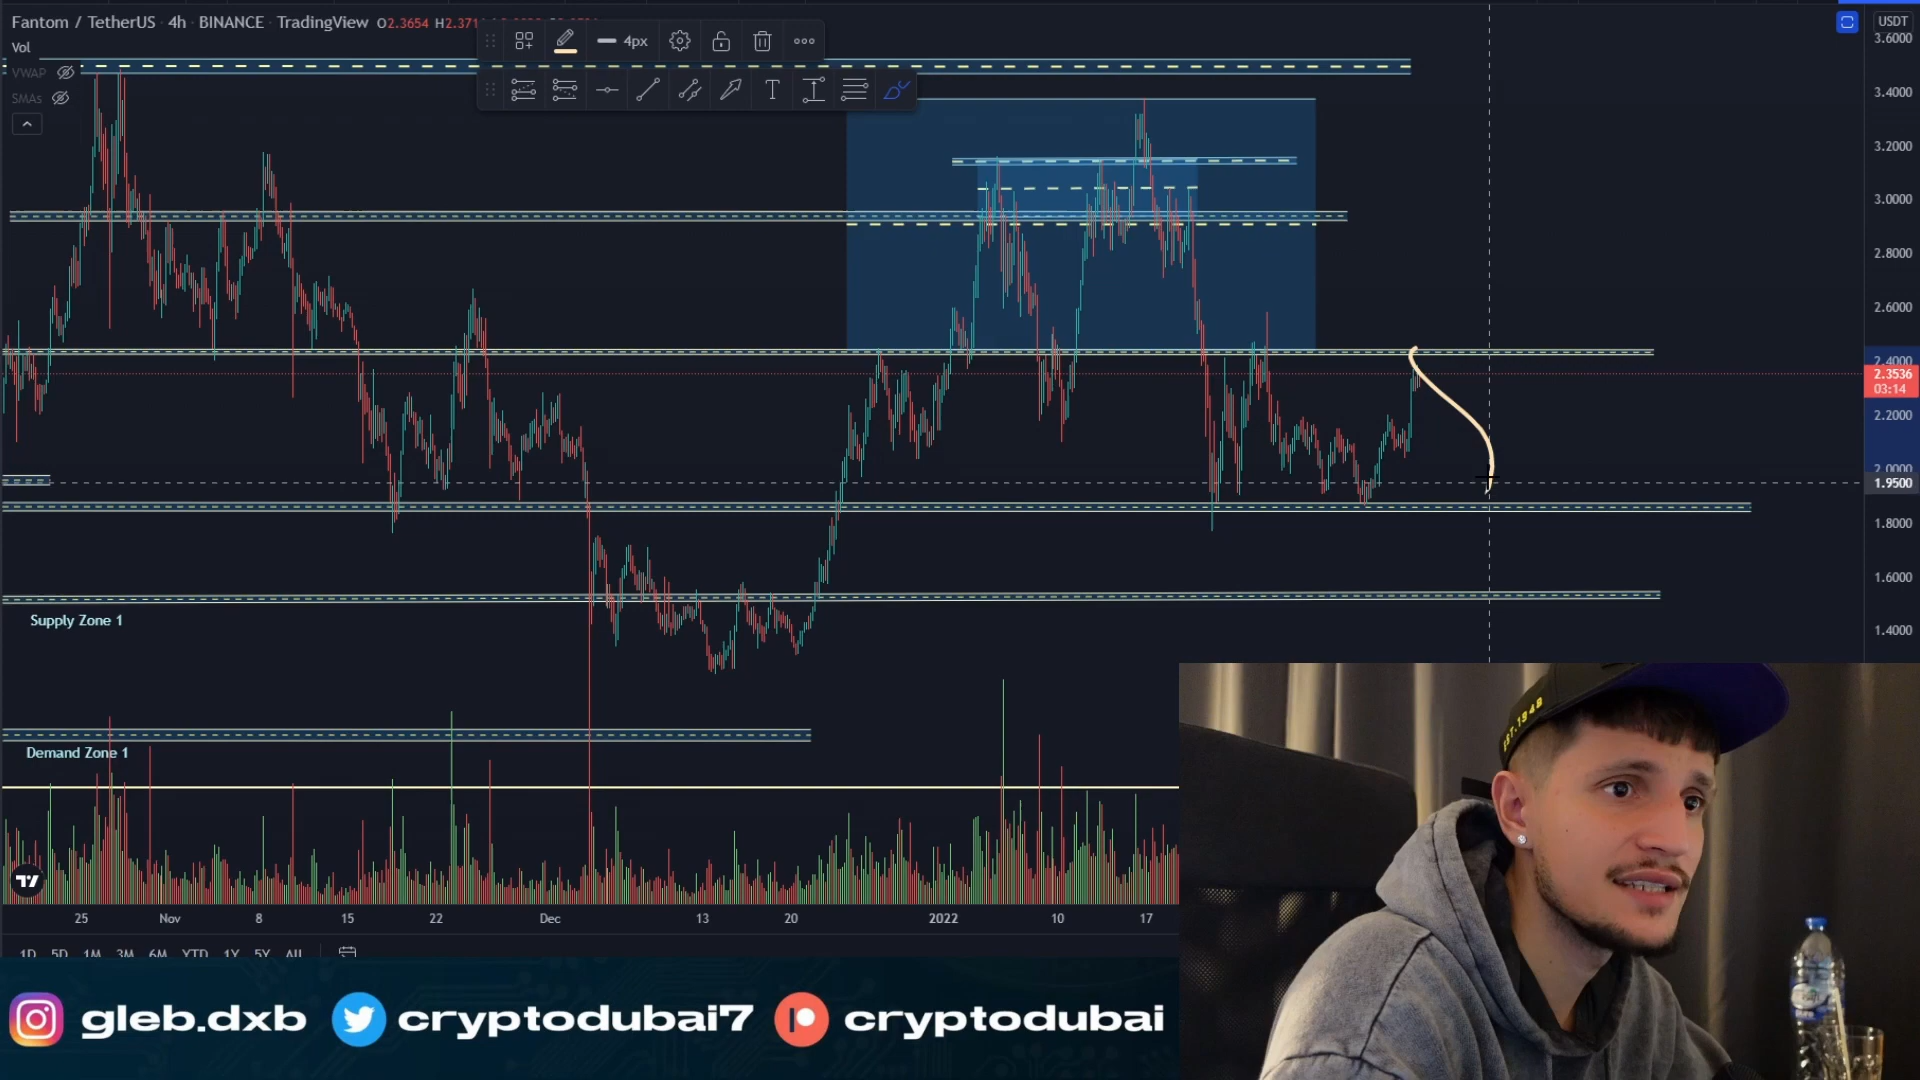 Fantom / TetherUS · 4h · BINANCE · TradingView O2.3654 H2.371
4px
USDT
Vol
VWAP
SMAs
3.6000
3.4000
3.2000
3.0000
2.8000
2.6000
2.4000
2.3536
03:14
2.2000
2.0000
1.9500
1.8000
1.6000
1.4000
Supply Zone 1
Demand Zone 1
25 Nov 8 15 22 Dec 13 20 2022 10 17
1D 5D 1M 3M 6M YTD 1Y 5Y All
EST.1948
gleb.dxb cryptodubai7 cryptodubai